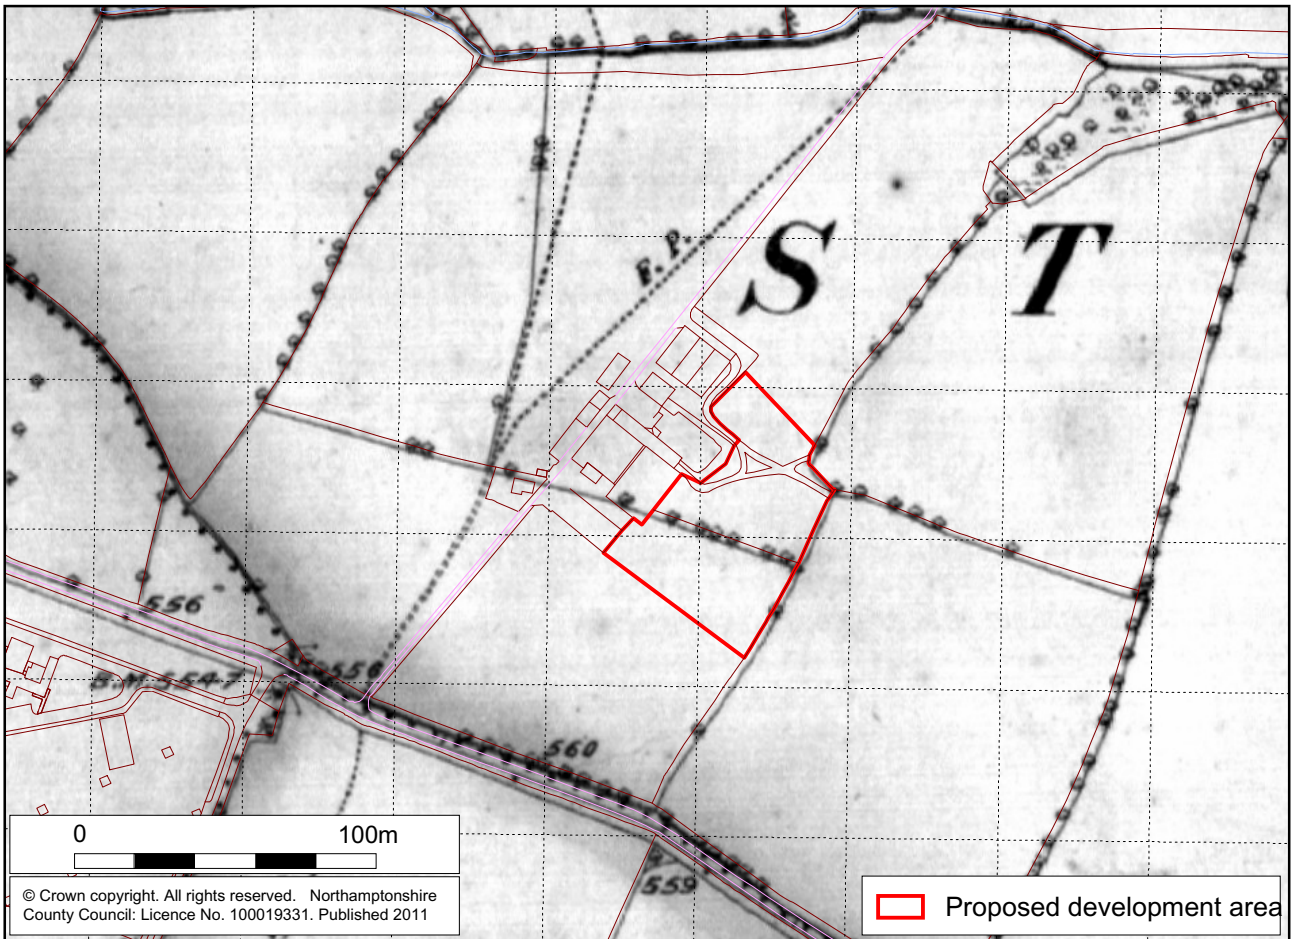 F. P.
S T
556
B.M 554.7
556
560
559
0 100m
© Crown copyright. All rights reserved. Northamptonshire
County Council: Licence No. 100019331. Published 2011
Proposed development area